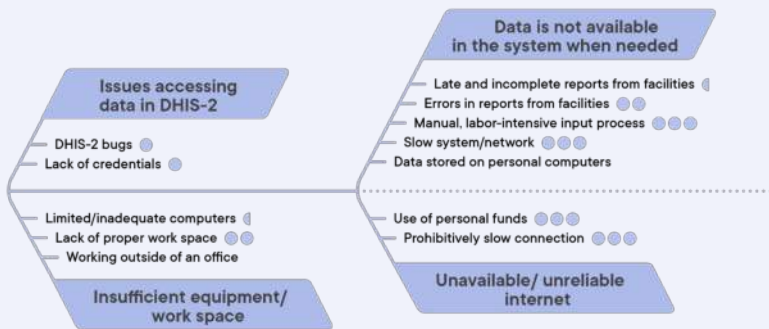 Issues accessing
data in DHIS-2
DHIS-2 bugs
Lack of credentials
Data is not available
in the system when needed
Late and incomplete reports from facilities
Errors in reports from facilities
Manual, labor-intensive input process
Slow system/network
Data stored on personal computers
Limited/inadequate computers
Lack of proper work space
Working outside of an office
Insufficient equipment/
work space
Use of personal funds
Prohibitively slow connection
Unavailable/ unreliable
internet